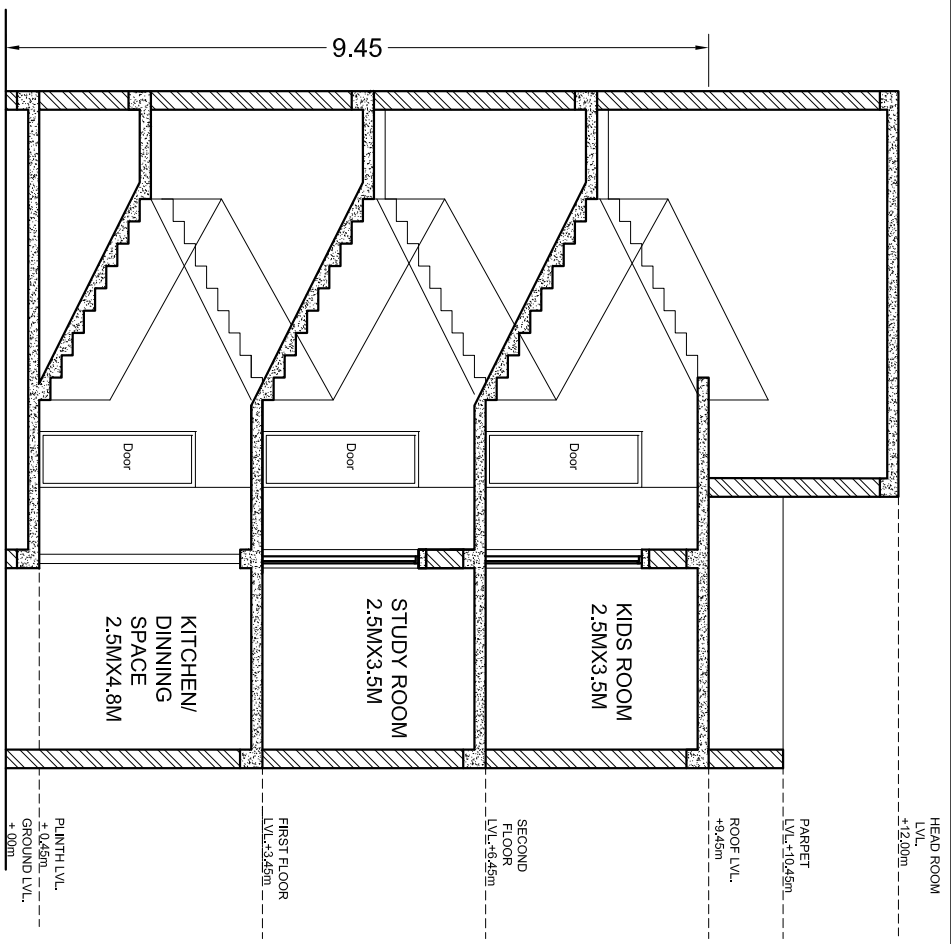 9.45
HEAD ROOM
LVL.
+12.00m
PARPET
LVL.+10.45m
ROOF LVL.
+9.45m
SECOND
FLOOR
LVL.+6.45m
FIRST FLOOR
LVL.+3.45m
PLINTH LVL.
± 0.45m
GROUND LVL.
± 00m
Door
KIDS ROOM
2.5MX3.5M
Door
STUDY ROOM
2.5MX3.5M
Door
KITCHEN/
DINNING
SPACE
2.5MX4.8M